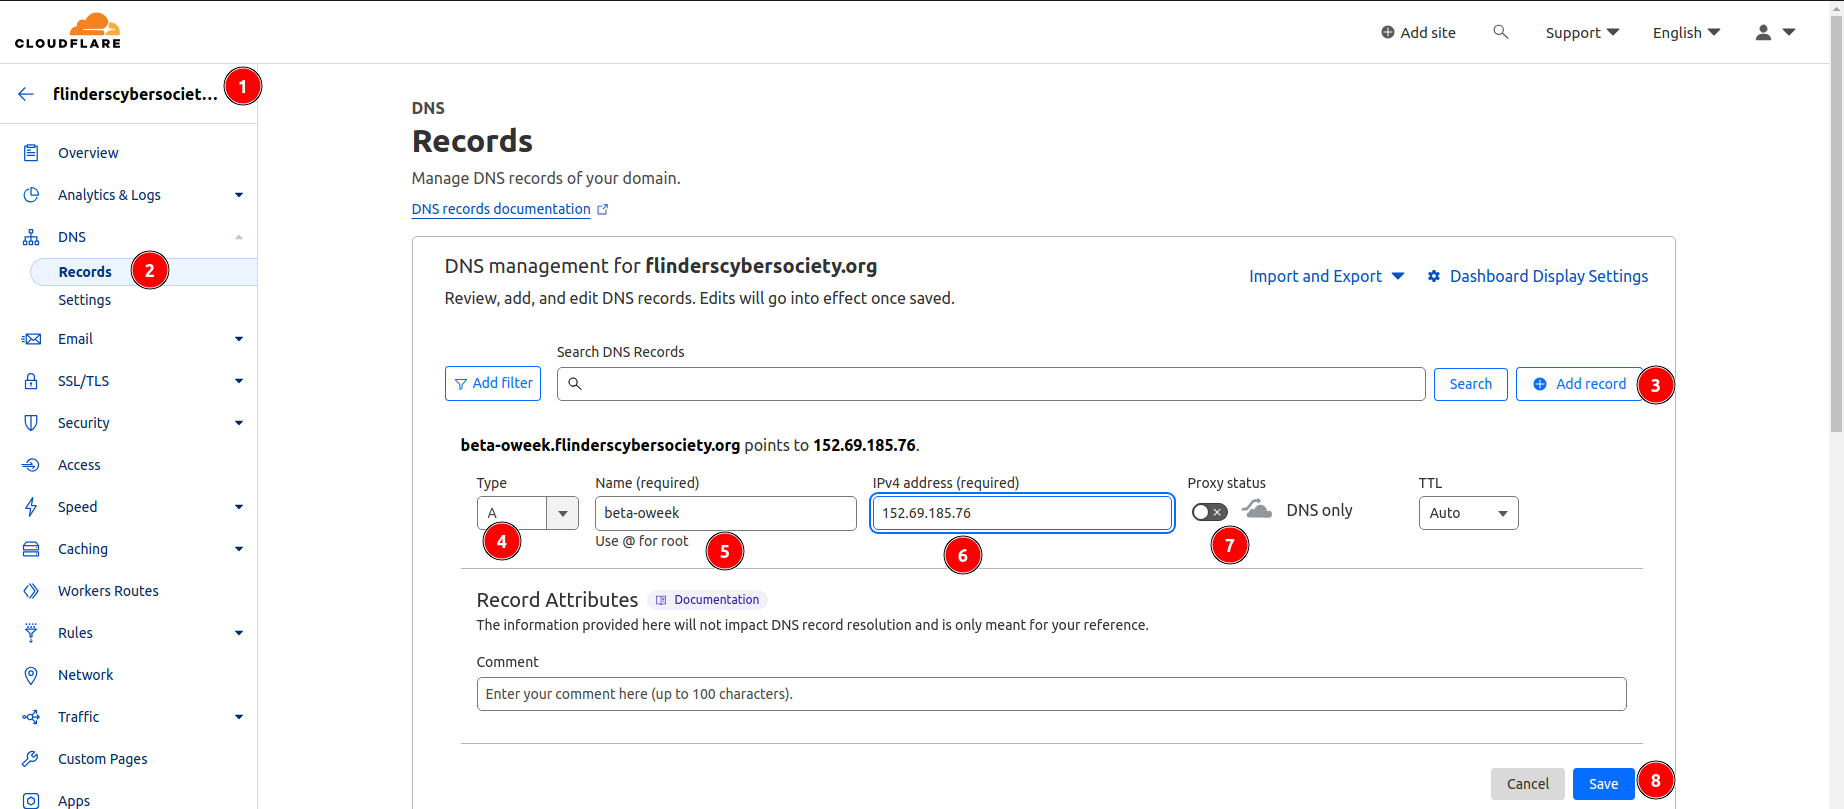 CLOUDFLARE
Add site
Support
English
flinderscybersociet...
1
Overview
Analytics & Logs
DNS
Records
2
Settings
Email
SSL/TLS
Security
Access
Speed
Caching
Workers Routes
Rules
Network
Traffic
Custom Pages
Apps
DNS
Records
Manage DNS records of your domain.
DNS records documentation
DNS management for flinderscybersociety.org
Review, add, and edit DNS records. Edits will go into effect once saved.
Import and Export
Dashboard Display Settings
Search DNS Records
Add filter
Search
Add record
3
beta-oweek.flinderscybersociety.org points to 152.69.185.76.
Type
Name (required)
IPv4 address (required)
Proxy status
TTL
A
beta-oweek
152.69.185.76
DNS only
Auto
Use @ for root
4
5
6
7
Record Attributes
Documentation
The information provided here will not impact DNS record resolution and is only meant for your reference.
Comment
Enter your comment here (up to 100 characters).
Cancel
Save
8